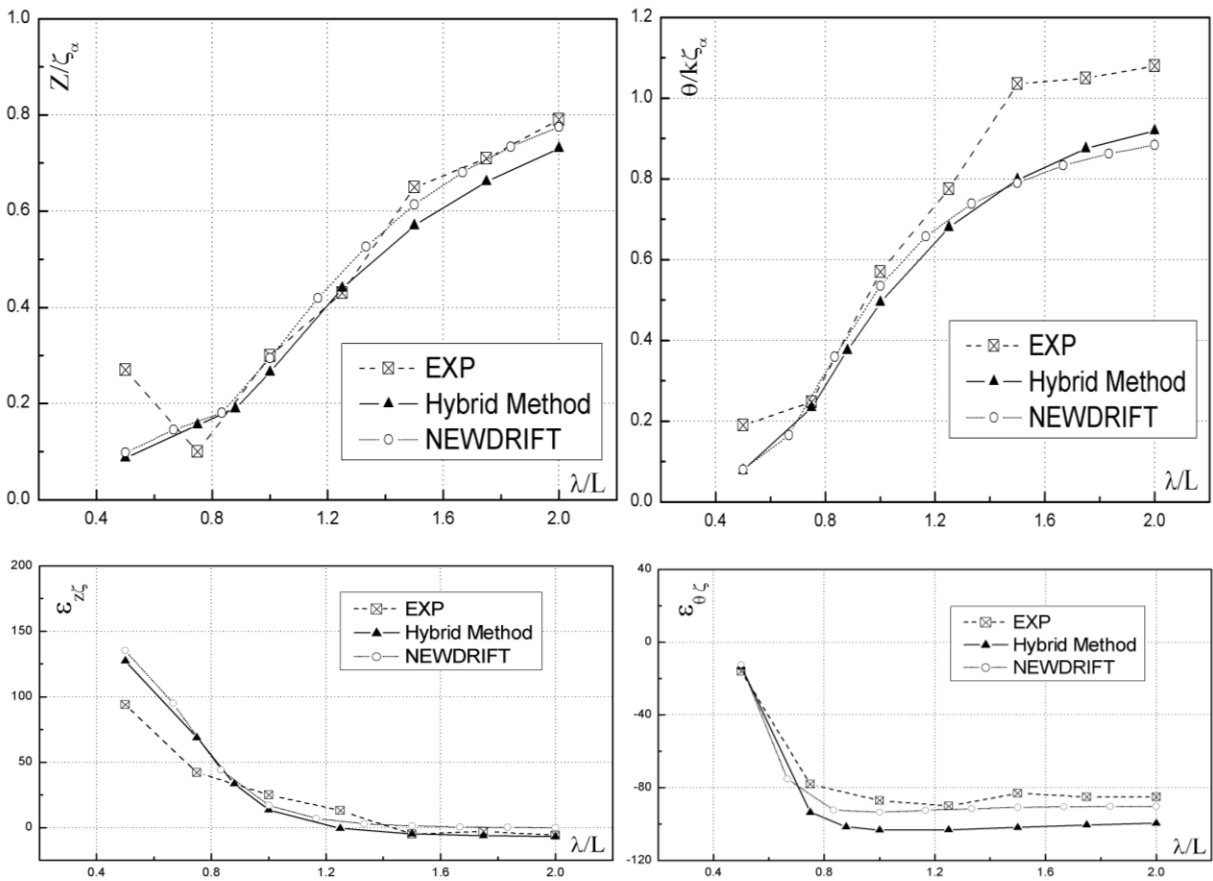 1.0
0.8
0.6
0.4
0.2
0.0
Z/ζα
EXP
Hybrid Method
NEWDRIFT
λ/L
0.4 0.8 1.2 1.6 2.0
1.2
1.0
0.8
0.6
0.4
0.2
0.0
θ/kζα
EXP
Hybrid Method
NEWDRIFT
λ/L
0.4 0.8 1.2 1.6 2.0
200
150
100
50
0
εzζ
EXP
Hybrid Method
NEWDRIFT
λ/L
0.4 0.8 1.2 1.6 2.0
40
0
-40
-80
-120
εθζ
EXP
Hybrid Method
NEWDRIFT
λ/L
0.4 0.8 1.2 1.6 2.0